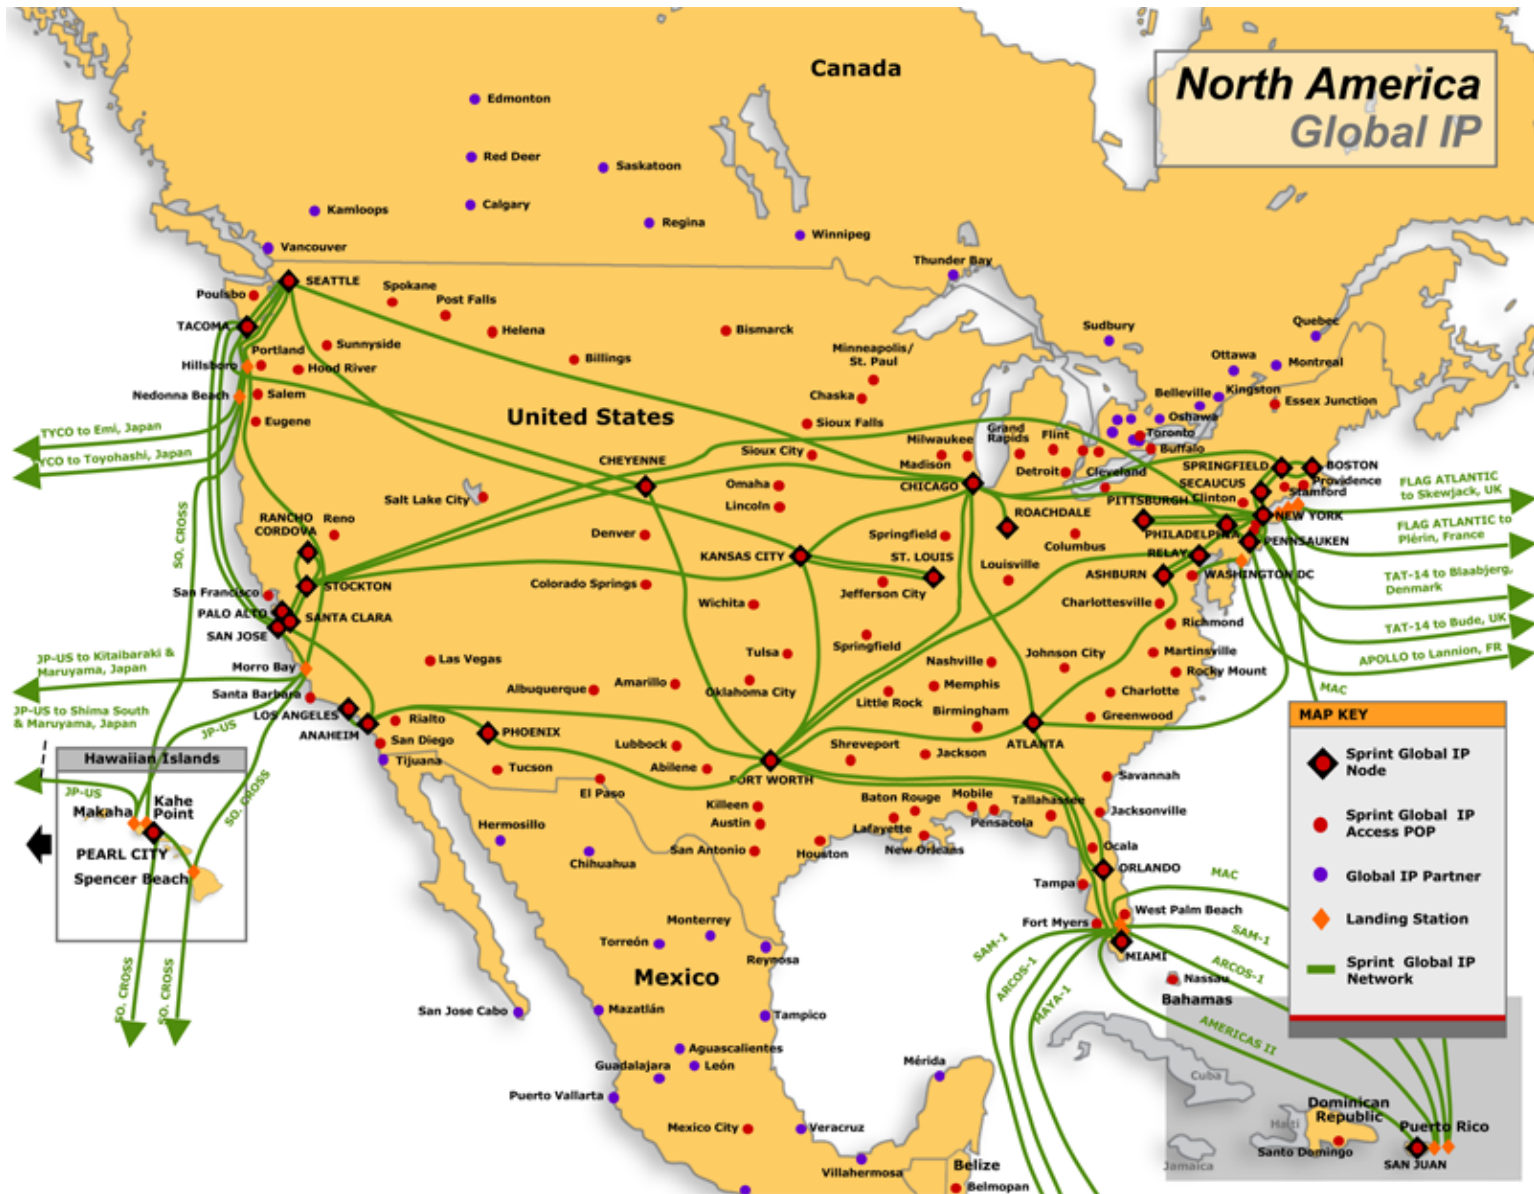 North America
Global IP
Canada
Edmonton
Red Deer
Saskatoon
Calgary
Kamloops
Regina
Winnipeg
Vancouver
Thunder Bay
SEATTLE
Spokane
Poulsbo
Post Falls
TACOMA
Helena
Bismarck
Sudbury
Quebec
Sunnyside
Portland
Minneapolis/
St. Paul
Ottawa
Montreal
Hillsboro
Hood River
Billings
Nedonna Beach
Salem
Chaska
Belleville
Kingston
Essex Junction
United States
Eugene
Sioux Falls
Oshawa
TYCO to Emi, Japan
Grand
Rapids
Flint
Toronto
Milwaukee
Buffalo
YCO to Toyohashi, Japan
CHEYENNE
Sioux City
Madison
Detroit
Cleveland
SPRINGFIELD
BOSTON
Providence
Salt Lake City
Omaha
CHICAGO
SECAUCUS
Stamford
FLAG ATLANTIC
to Skewjack, UK
Lincoln
PITTSBURGH
Clinton
ROACHDALE
NEW YORK
RANCHO
CORDOVA
Reno
Denver
Springfield
Columbus
PHILADELPHIA
PENNSAUKEN
FLAG ATLANTIC to
Plérin, France
SO. CROSS
KANSAS CITY
ST. LOUIS
Louisville
RELAY
ASHBURN
WASHINGTON DC
TAT-14 to Blaabjerg,
Denmark
STOCKTON
Colorado Springs
Jefferson City
San Francisco
Wichita
Charlottesville
PALO ALTO
SANTA CLARA
Richmond
TAT-14 to Bude, UK
SAN JOSE
Springfield
JP-US to Kitaibaraki &
Maruyama, Japan
Morro Bay
Las Vegas
Tulsa
Nashville
Johnson City
Martinsville
APOLLO to Lannion, FR
Rocky Mount
Santa Barbara
Albuquerque
Amarillo
Oklahoma City
Memphis
Little Rock
Charlotte
MAC
JP-US to Shima South
& Maruyama, Japan
LOS ANGELES
Rialto
Birmingham
Greenwood
JP-US
ANAHEIM
PHOENIX
San Diego
Lubbock
Shreveport
Jackson
ATLANTA
Hawaiian Islands
Tijuana
Tucson
Abilene
FORT WORTH
Savannah
JP-US
El Paso
SO. CROSS
Makaha
Kahe
Point
Killeen
Austin
Baton Rouge
Mobile
Tallahassee
Jacksonville
Hermosillo
Lafayette
Pensacola
PEARL CITY
Chihuahua
San Antonio
Houston
New Orleans
Ocala
Spencer Beach
ORLANDO
Tampa
MAC
Monterrey
Fort Myers
West Palm Beach
Torreón
Reynosa
SAM-1
SAM-1
MIAMI
Mexico
ARCOS-1
ARCOS-1
SO. CROSS
SO. CROSS
Nassau
Bahamas
MAYA-1
San Jose Cabo
Mazatlán
Tampico
AMERICAS II
Aguascalientes
Guadalajara
León
Mérida
Cuba
Puerto Vallarta
Dominican
Republic
Mexico City
Veracruz
Haiti
Puerto Rico
Santo Domingo
Jamaica
SAN JUAN
Villahermosa
Belize
Belmopan
MAP KEY
Sprint Global IP
Node
Sprint Global IP
Access POP
Global IP Partner
Landing Station
Sprint Global IP
Network